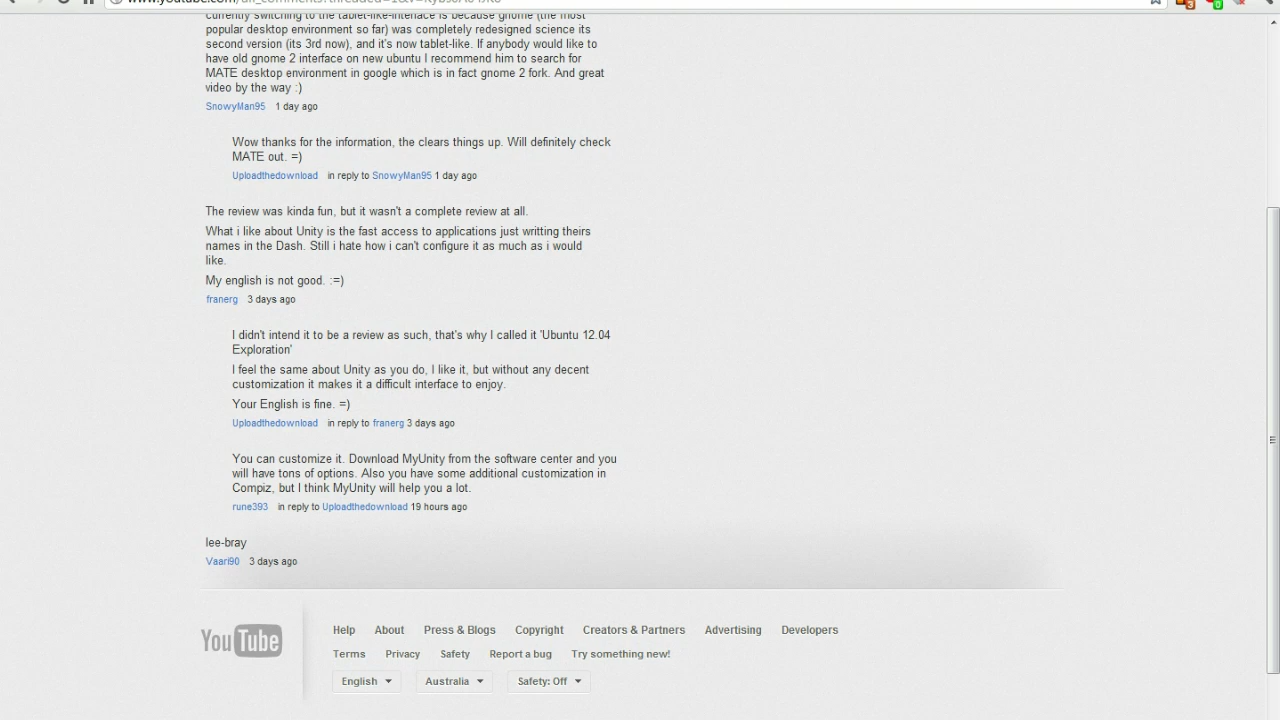 currently switching to the tablet-like-interface is because gnome (the most
popular desktop environment so far) was completely redesigned science its
second version (its 3rd now), and it's now tablet-like. If anybody would like to
have old gnome 2 interface on new ubuntu I recommend him to search for
MATE desktop environment in google which is in fact gnome 2 fork. And great
video by the way :)
SnowyMan95 1 day ago
Wow thanks for the information, the clears things up. Will definitely check
MATE out. =)
Uploadthedownload in reply to SnowyMan95 1 day ago
The review was kinda fun, but it wasn't a complete review at all.
What i like about Unity is the fast access to applications just writting theirs
names in the Dash. Still i hate how i can't configure it as much as i would
like.
My english is not good. :=)
franerg 3 days ago
I didn't intend it to be a review as such, that's why I called it 'Ubuntu 12.04
Exploration'
I feel the same about Unity as you do, I like it, but without any decent
customization it makes it a difficult interface to enjoy.
Your English is fine. =)
Uploadthedownload in reply to franerg 3 days ago
You can customize it. Download MyUnity from the software center and you
will have tons of options. Also you have some additional customization in
Compiz, but I think MyUnity will help you a lot.
rune393 in reply to Uploadthedownload 19 hours ago
lee-bray
Vaari90 3 days ago
YouTube
Help About Press & Blogs Copyright Creators & Partners Advertising Developers
Terms Privacy Safety Report a bug Try something new!
English Australia Safety: Off